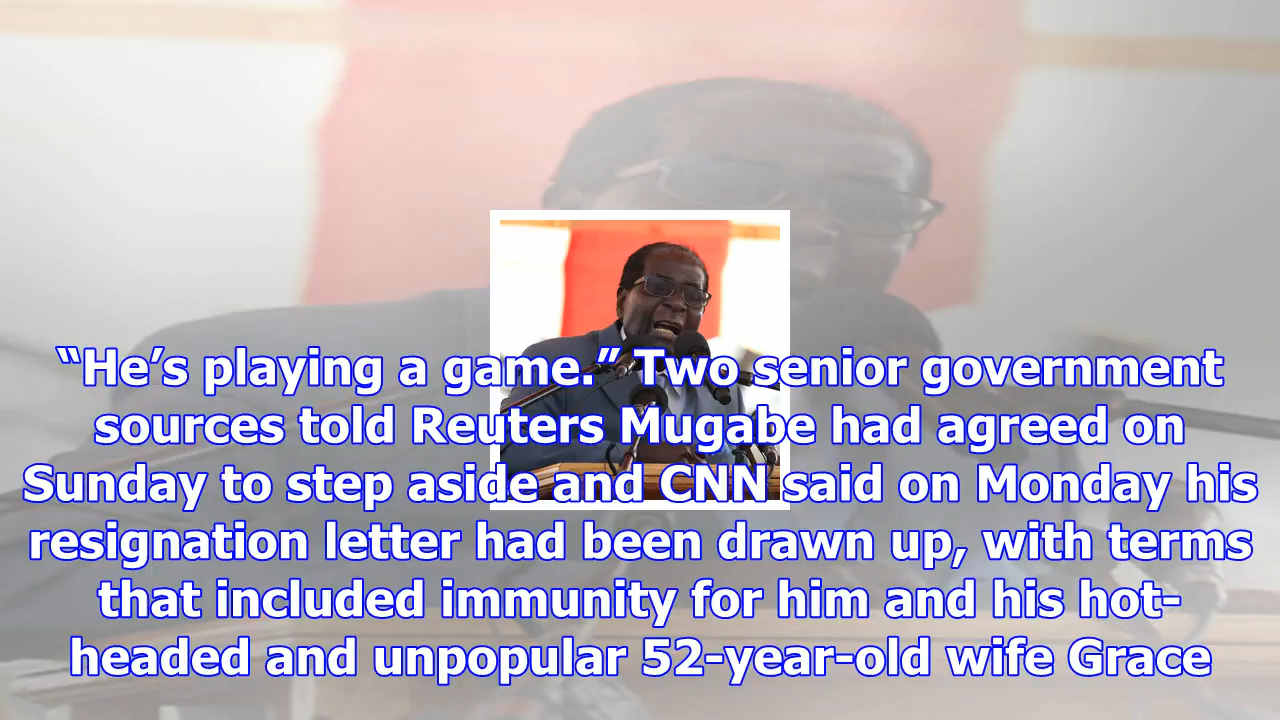 “He’s playing a game.” Two senior government
sources told Reuters Mugabe had agreed on
Sunday to step aside and CNN said on Monday his
resignation letter had been drawn up, with terms
that included immunity for him and his hot-
headed and unpopular 52-year-old wife Grace